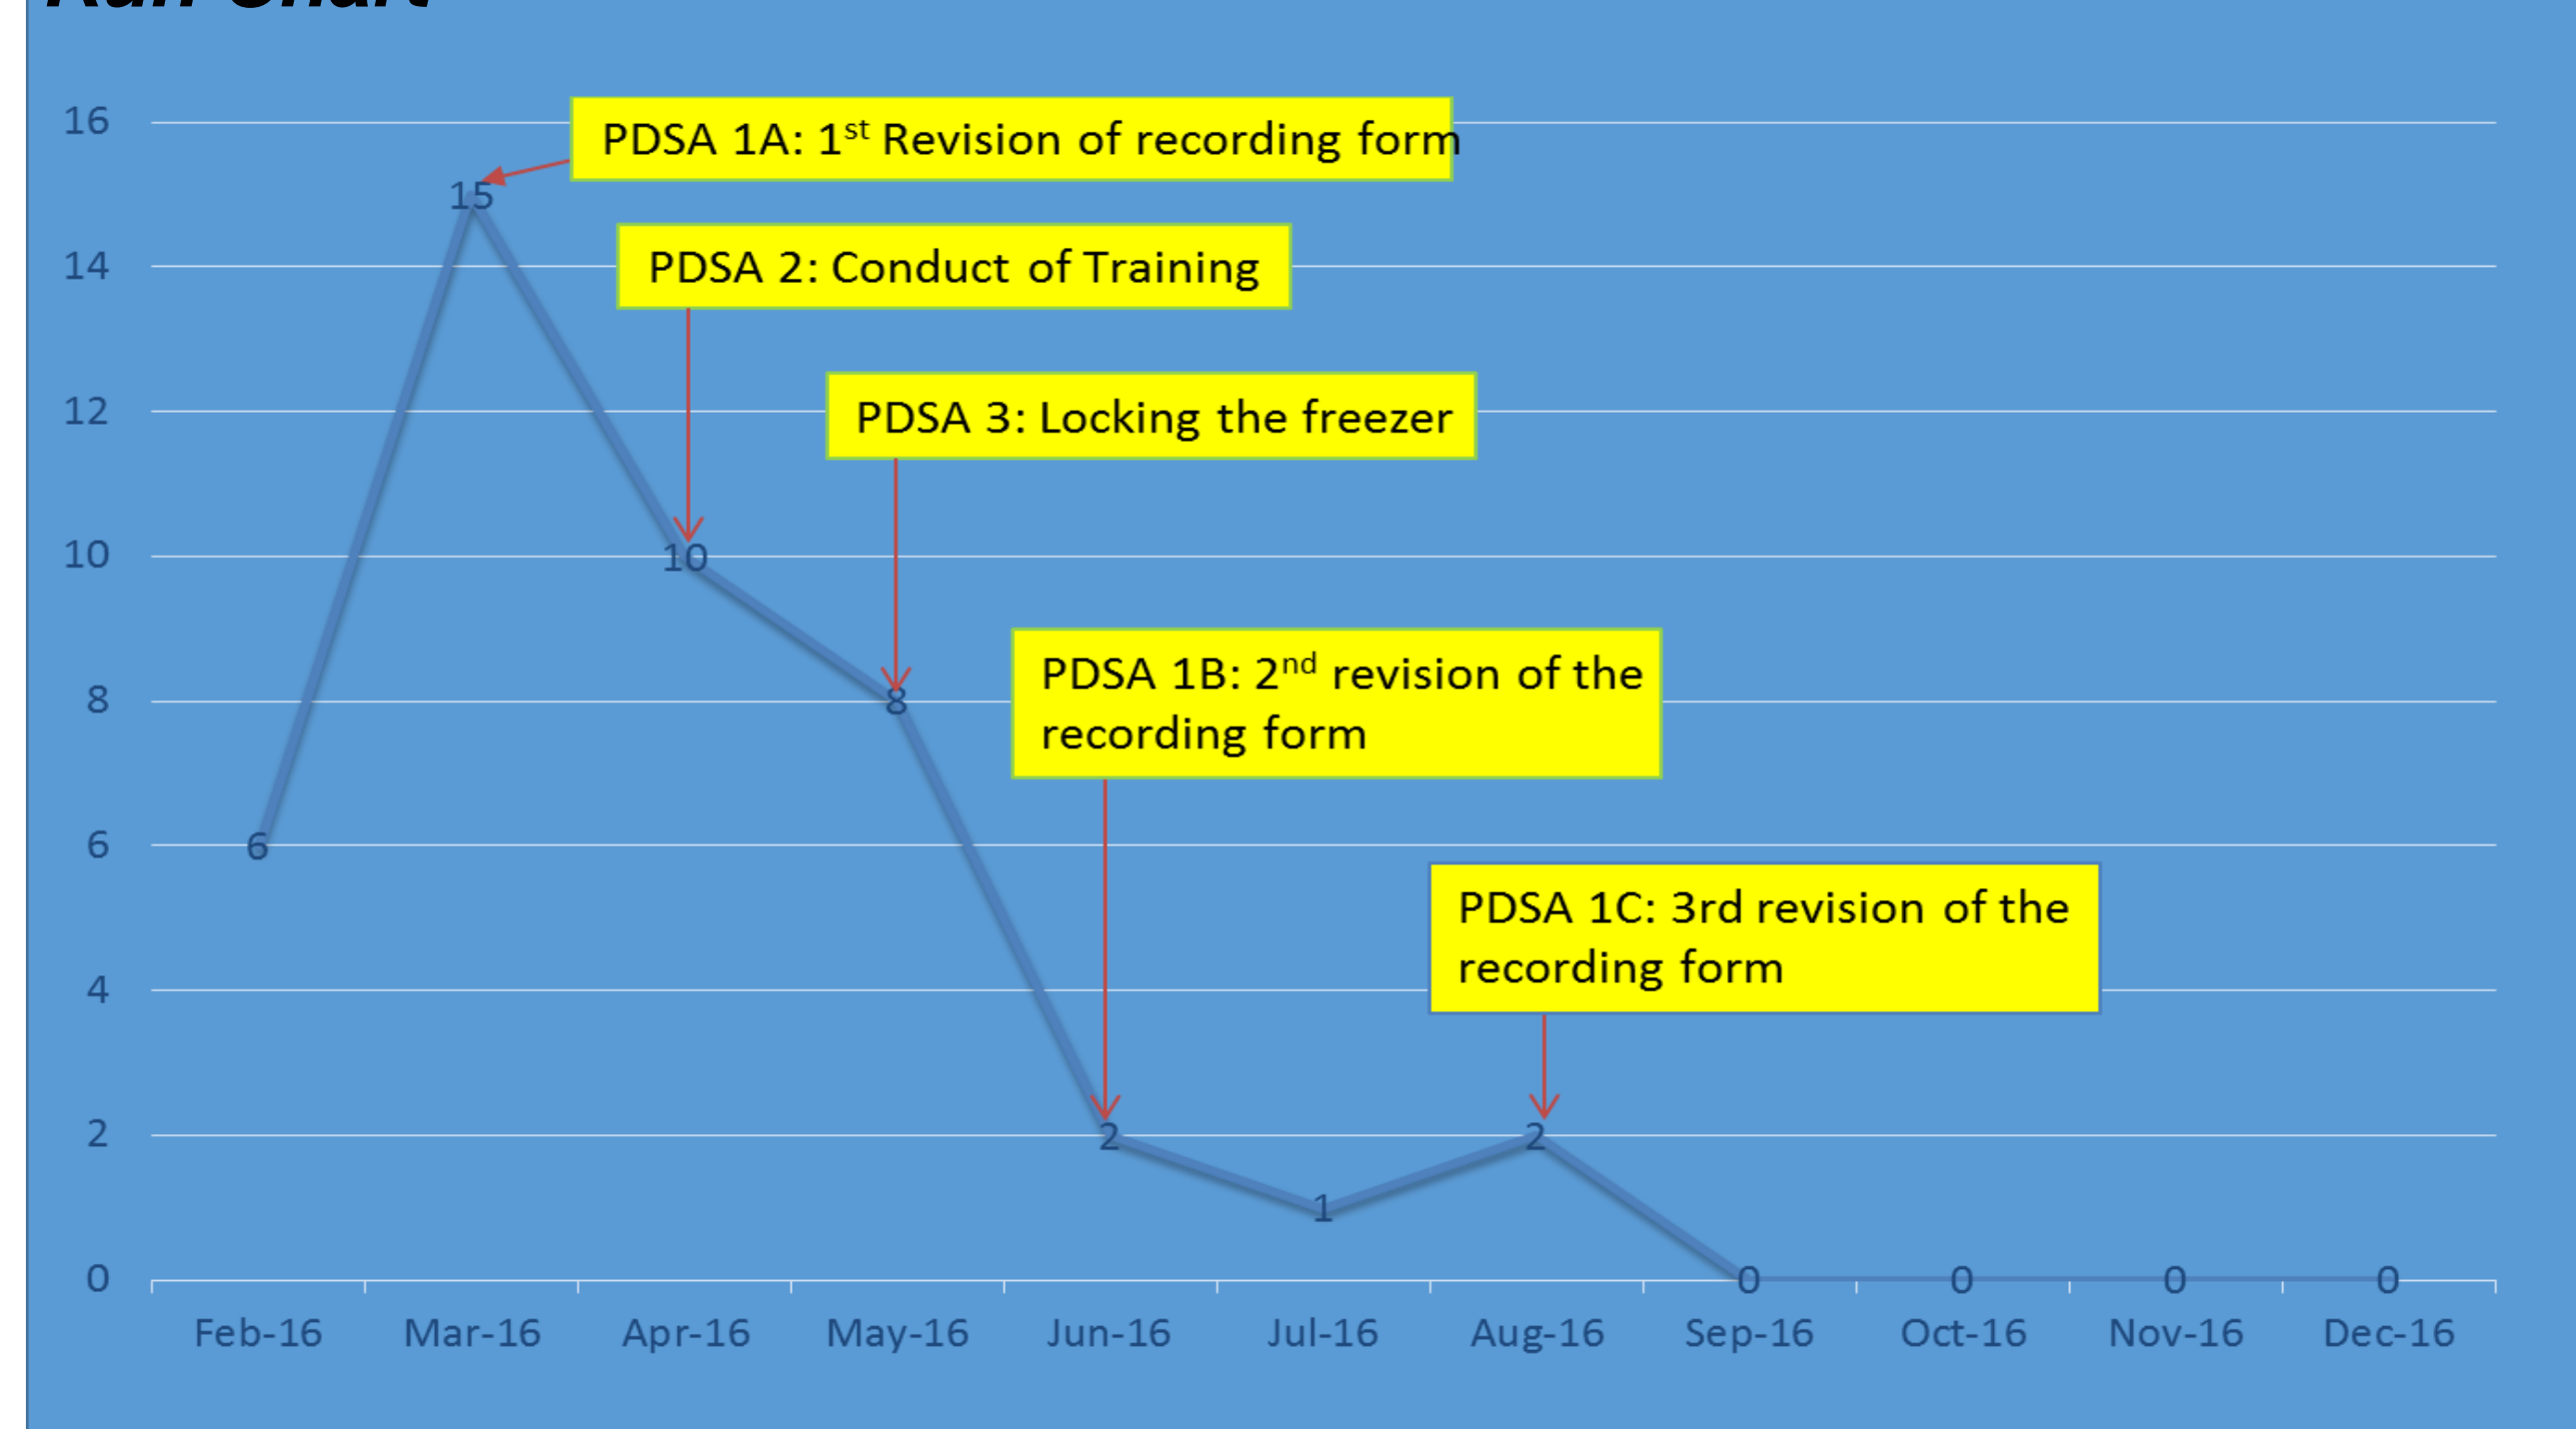 Run Chart
16
PDSA 1A: 1st Revision of recording form
15
14
PDSA 2: Conduct of Training
12
PDSA 3: Locking the freezer
10
10
8
8
PDSA 1B: 2nd revision of the
recording form
6
6
PDSA 1C: 3rd revision of the
recording form
4
2
2
2
1
0
0
0
0
0
Feb-16 Mar-16 Apr-16 May-16 Jun-16 Jul-16 Aug-16 Sep-16 Oct-16 Nov-16 Dec-16